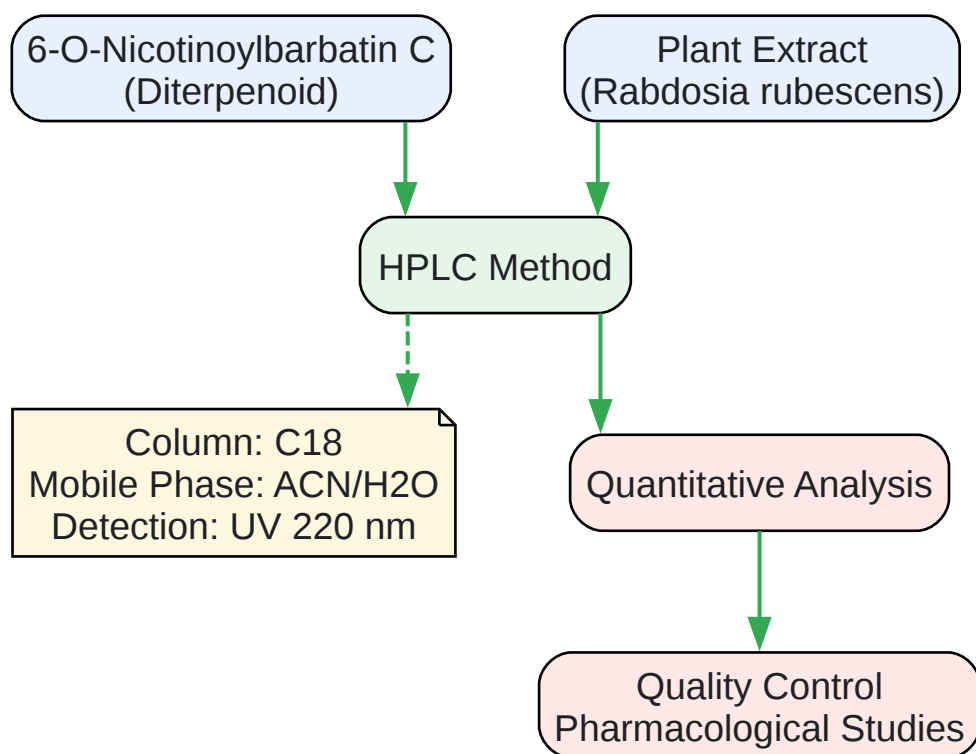 6-O-Nicotinoylbarbatin C
(Diterpenoid)
Plant Extract
(Rabdosia rubescens)
HPLC Method
Column: C18
Mobile Phase: ACN/H2O
Detection: UV 220 nm
Quantitative Analysis
Quality Control
Pharmacological Studies